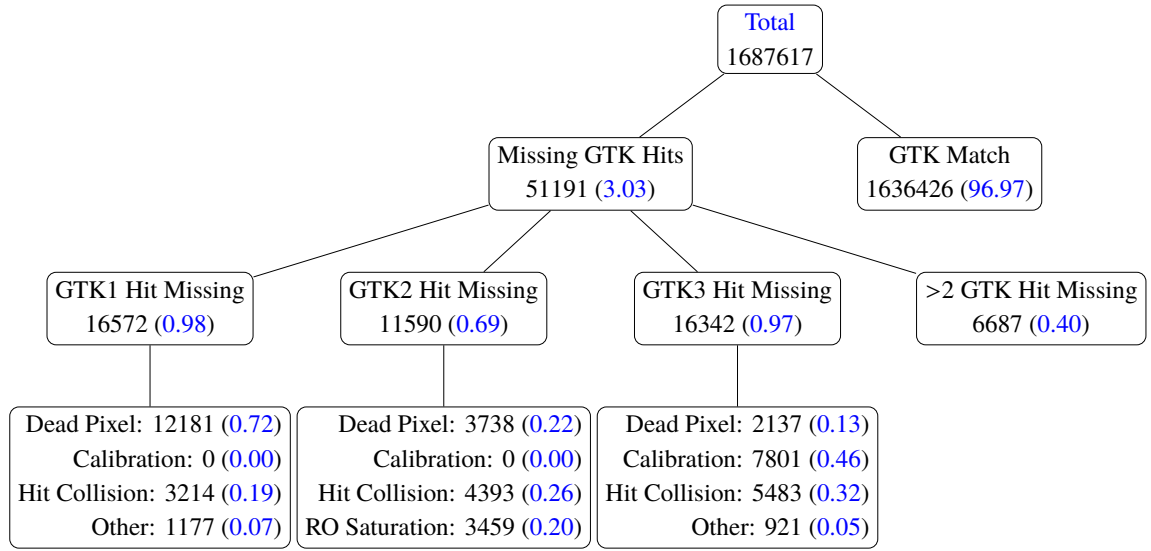 Total
1687617
Missing GTK Hits
51191 (3.03)
GTK Match
1636426 (96.97)
GTK1 Hit Missing
16572 (0.98)
GTK2 Hit Missing
11590 (0.69)
GTK3 Hit Missing
16342 (0.97)
>2 GTK Hit Missing
6687 (0.40)
Dead Pixel: 12181 (0.72)
Calibration: 0 (0.00)
Hit Collision: 3214 (0.19)
Other: 1177 (0.07)
Dead Pixel: 3738 (0.22)
Calibration: 0 (0.00)
Hit Collision: 4393 (0.26)
RO Saturation: 3459 (0.20)
Dead Pixel: 2137 (0.13)
Calibration: 7801 (0.46)
Hit Collision: 5483 (0.32)
Other: 921 (0.05)